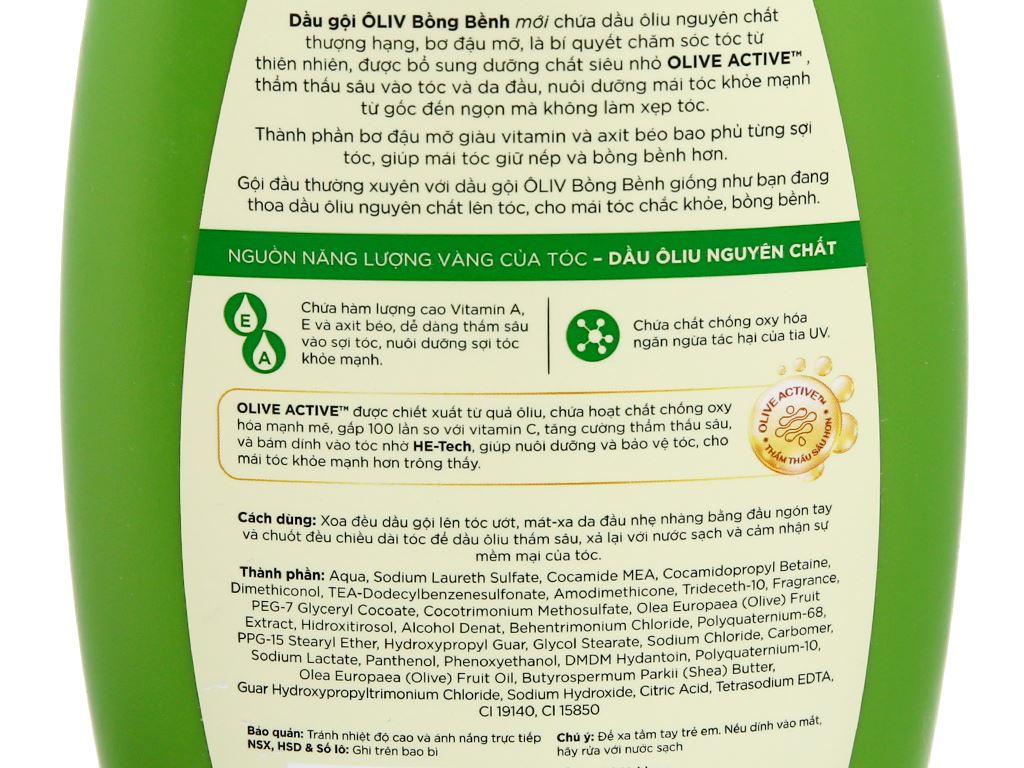 Dầu gội ÔLIV Bồng Bềnh mới chứa dầu ôliu nguyên chất
thượng hạng, bơ đậu mỡ, là bí quyết chăm sóc tóc từ
thiên nhiên, được bổ sung dưỡng chất siêu nhỏ OLIVE ACTIVE™,
thẩm thấu sâu vào tóc và da đầu, nuôi dưỡng mái tóc khỏe mạnh
từ gốc đến ngọn mà không làm xẹp tóc.
Thành phần bơ đậu mỡ giàu vitamin và axit béo bao phủ từng sợi
tóc, giúp mái tóc giữ nếp và bồng bềnh hơn.
Gội đầu thường xuyên với dầu gội ÔLIV Bồng Bềnh giống như bạn đang
thoa dầu ôliu nguyên chất lên tóc, cho mái tóc chắc khỏe, bồng bềnh.
NGUỒN NĂNG LƯỢNG VÀNG CỦA TÓC – DẦU ÔLIU NGUYÊN CHẤT
E
A
Chứa hàm lượng cao Vitamin A,
E và axit béo, dễ dàng thấm sâu
vào sợi tóc, nuôi dưỡng sợi tóc
khỏe mạnh.
Chứa chất chống oxy hóa
ngăn ngừa tác hại của tia UV.
OLIVE ACTIVE™ được chiết xuất từ quả ôliu, chứa hoạt chất chống oxy
hóa mạnh mẽ, gấp 100 lần so với vitamin C, tăng cường thẩm thấu sâu,
và bám dính vào tóc nhờ HE-Tech, giúp nuôi dưỡng và bảo vệ tóc, cho
mái tóc khỏe mạnh hơn trông thấy.
OLIVE ACTIVE™
THẨM THẤU SÂU HƠN
Cách dùng: Xoa đều dầu gội lên tóc ướt, mát-xa da đầu nhẹ nhàng bằng đầu ngón tay
và chuốt đều chiều dài tóc để dầu ôliu thấm sâu, xả lại với nước sạch và cảm nhận sự
mềm mại của tóc.
Thành phần: Aqua, Sodium Laureth Sulfate, Cocamide MEA, Cocamidopropyl Betaine,
Dimethiconol, TEA-Dodecylbenzenesulfonate, Amodimethicone, Trideceth-10, Fragrance,
PEG-7 Glyceryl Cocoate, Cocotrimonium Methosulfate, Olea Europaea (Olive) Fruit
Extract, Hidroxitirosol, Alcohol Denat, Behentrimonium Chloride, Polyquaternium-68,
PPG-15 Stearyl Ether, Hydroxypropyl Guar, Glycol Stearate, Sodium Chloride, Carbomer,
Sodium Lactate, Panthenol, Phenoxyethanol, DMDM Hydantoin, Polyquaternium-10,
Olea Europaea (Olive) Fruit Oil, Butyrospermum Parkii (Shea) Butter,
Guar Hydroxypropyltrimonium Chloride, Sodium Hydroxide, Citric Acid, Tetrasodium EDTA,
CI 19140, CI 15850
Bảo quản: Tránh nhiệt độ cao và ánh nắng trực tiếp
NSX, HSD & Số lô: Ghi trên bao bì
Chú ý: Để xa tầm tay trẻ em. Nếu dính vào mắt,
hãy rửa với nước sạch